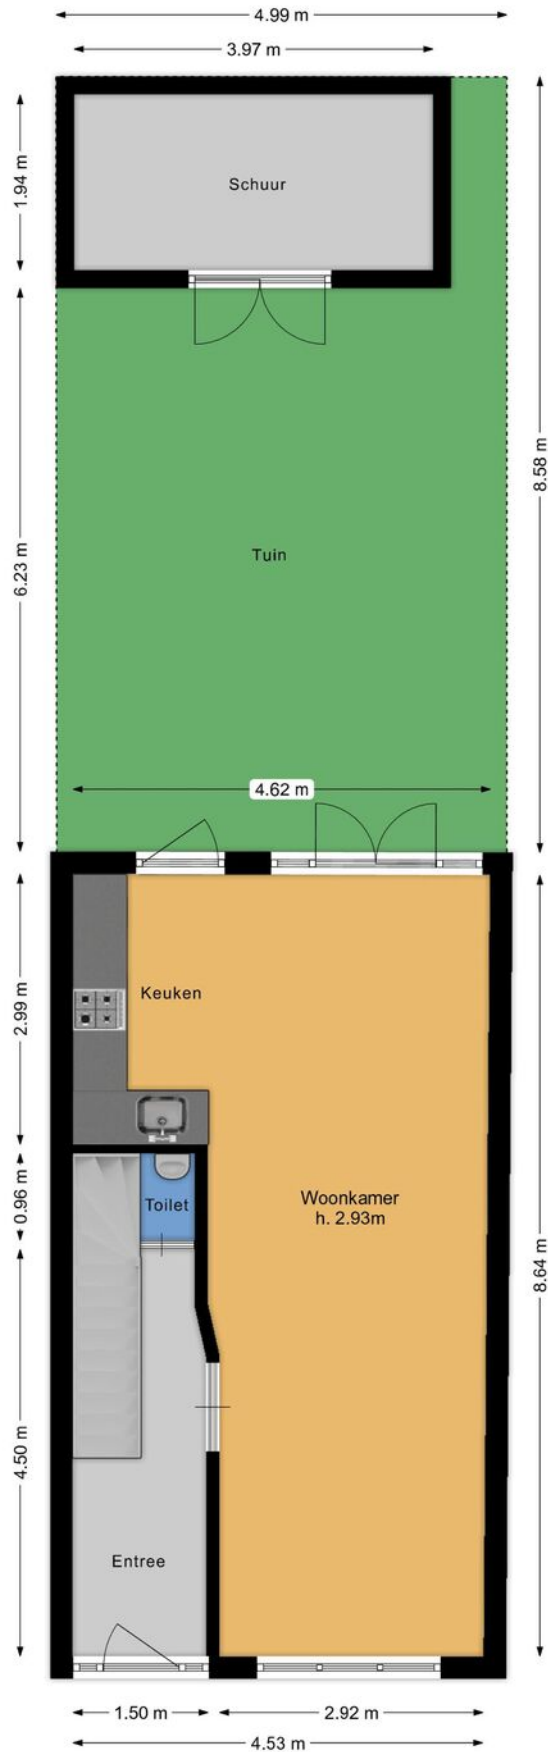 4.99 m
3.97 m
1.94 m
Schuur
8.58 m
6.23 m
Tuin
4.62 m
2.99 m
Keuken
0.96 m
Toilet
Woonkamer
h. 2.93m
8.64 m
4.50 m
Entree
1.50 m
2.92 m
4.53 m